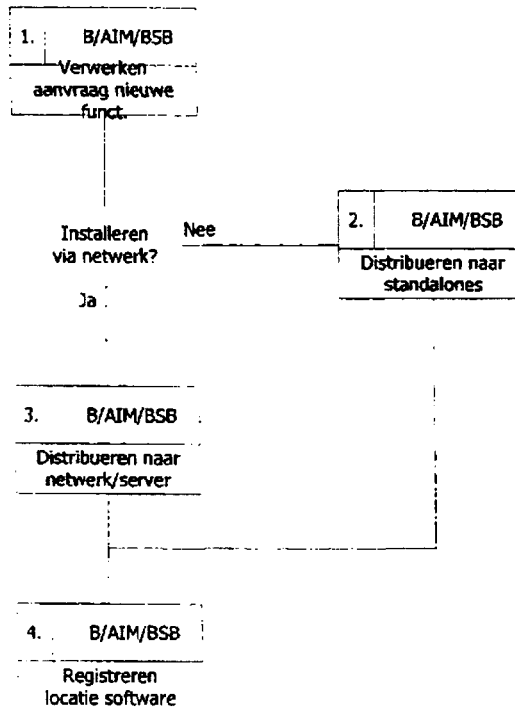 1. B/AIM/BSB
Verwerken
aanvraag nieuwe
funct.
Installeren
via netwerk?
Nee
2. B/AIM/BSB
Distribueren naar
standalones
Ja
3. B/AIM/BSB
Distribueren naar
netwerk/server
4. B/AIM/BSB
Registreren
locatie software